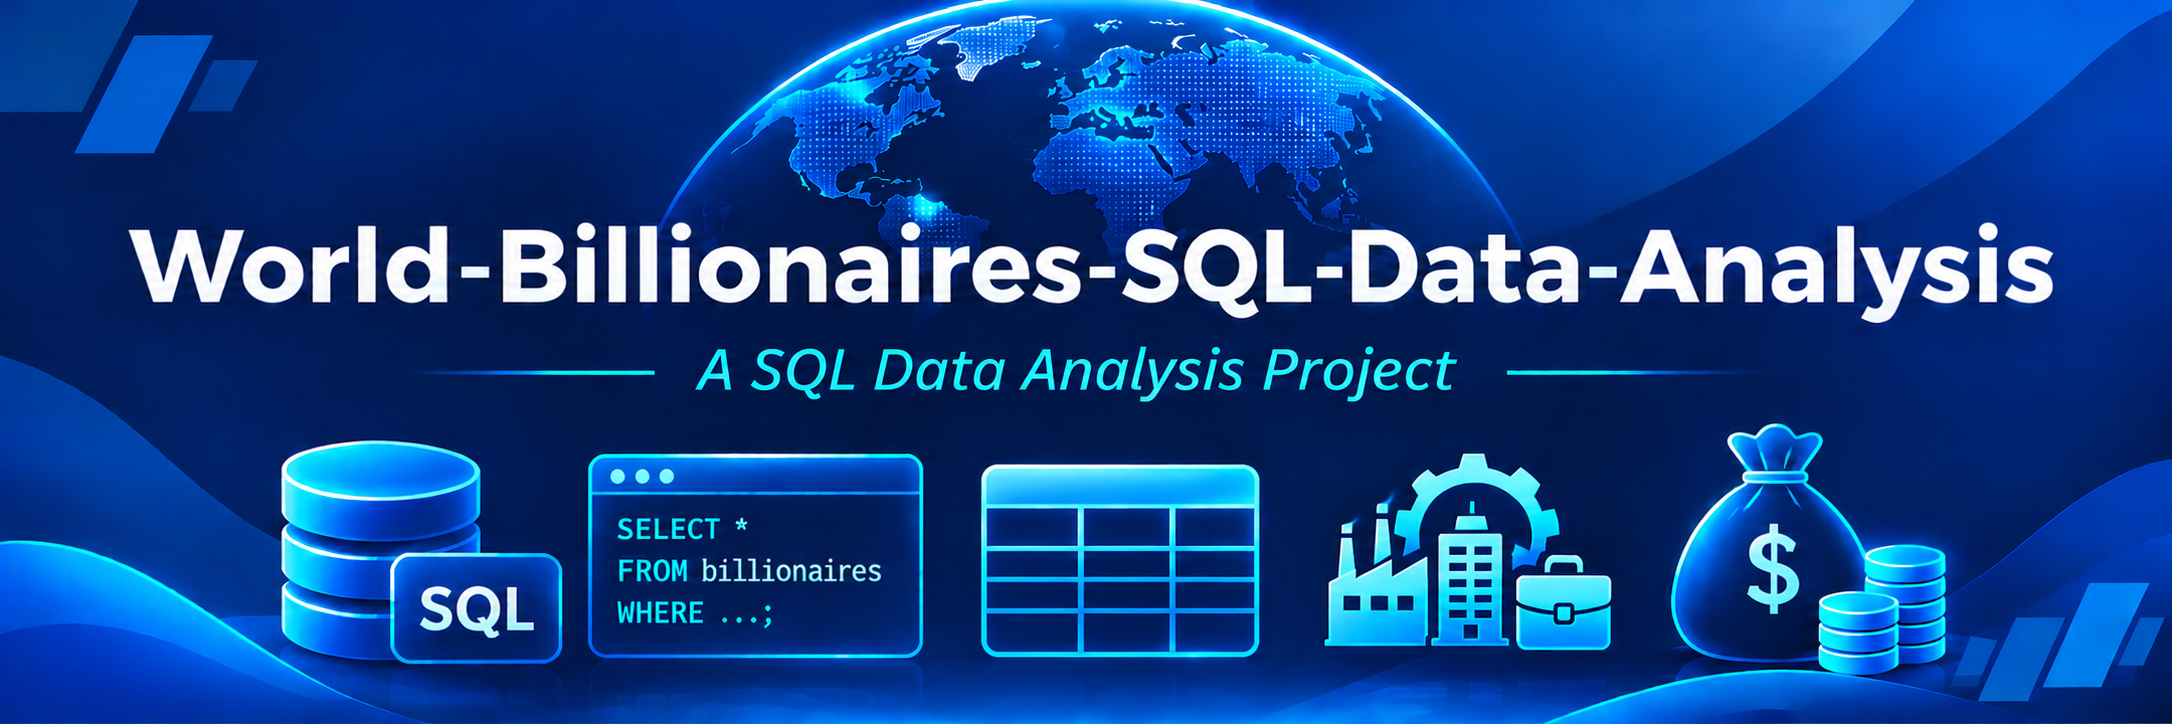 World-Billionaires-SQL-Data-Analysis
A SQL Data Analysis Project
SQL
SELECT *
FROM billionaires
WHERE ...;
$